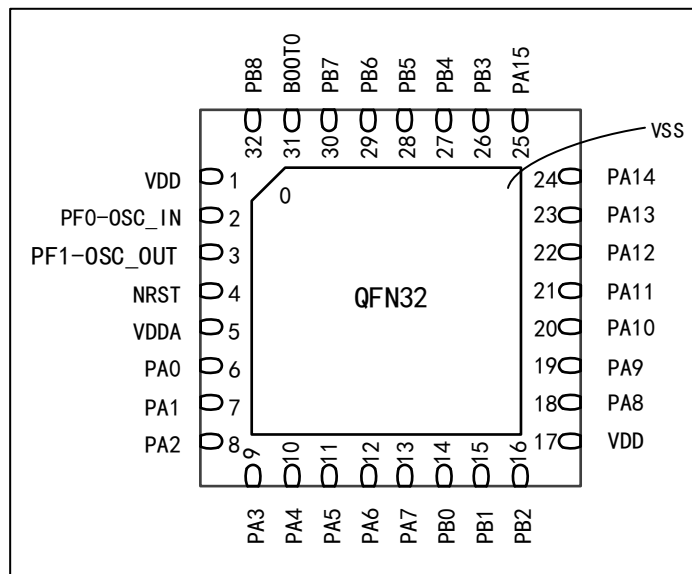 PB8 BOOT0 PB7 PB6 PB5 PB4 PB3 PA15
32 31 30 29 28 27 26 25
VSS
VDD 1
PF0-OSC_IN 2
PF1-OSC_OUT 3
NRST 4
VDDA 5
PA0 6
PA1 7
PA2 8
0
QFN32
24 PA14
23 PA13
22 PA12
21 PA11
20 PA10
19 PA9
18 PA8
17 VDD
9 10 11 12 13 14 15 16
PA3 PA4 PA5 PA6 PA7 PB0 PB1 PB2